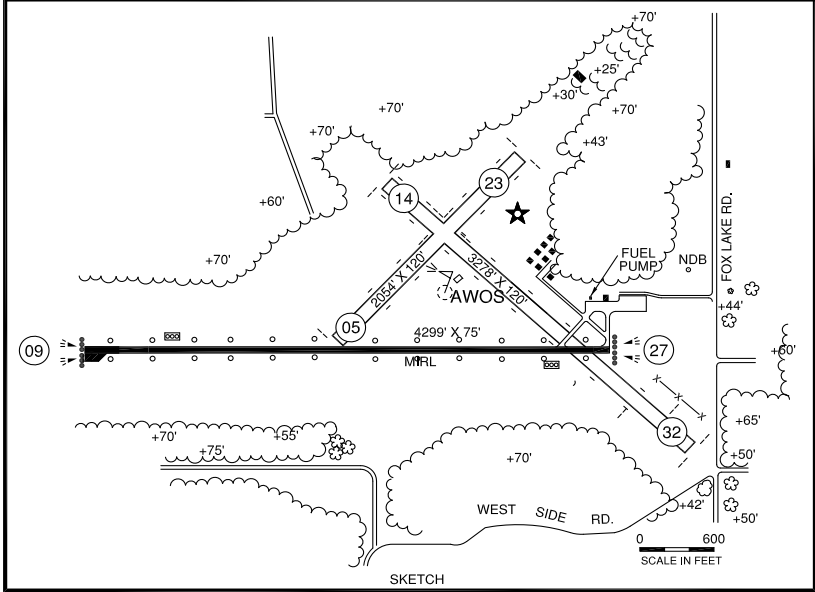 +70'
+25'
+30'
+70'
+70'
+43'
+70'
23
14
+60'
+70'
FUEL
PUMP
NDB
FOX LAKE RD.
2054' X 120'
3278' X 120'
AWOS
+44'
05
4299' X 75'
09
MIRL
27
+60'
32
+65'
+70'
+55'
+75'
+70'
+50'
WEST SIDE RD.
+42'
+50'
0 600
SCALE IN FEET
SKETCH